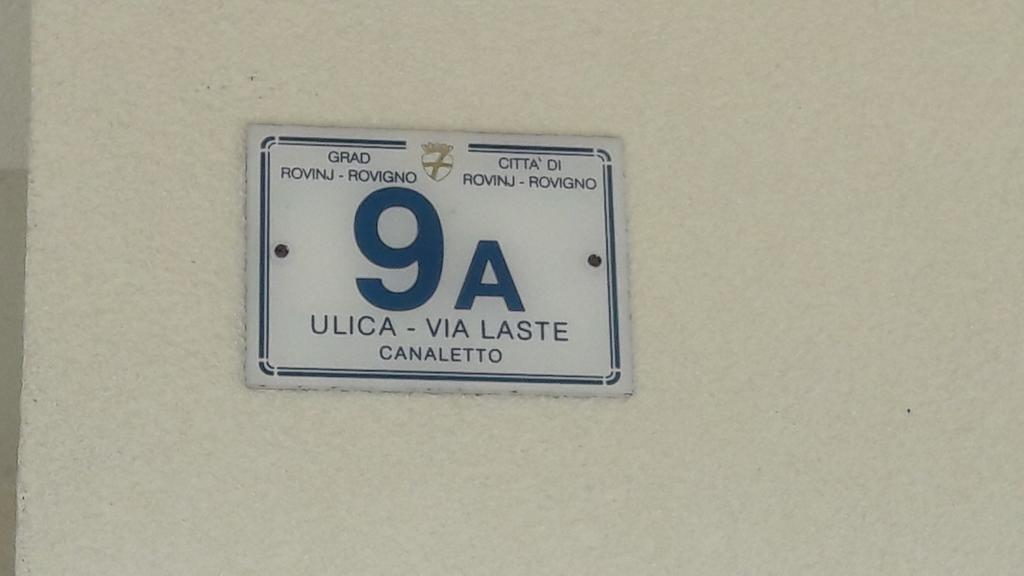 GRAD
ROVINJ - ROVIGNO
CITTA' DI
ROVINJ - ROVIGNO
9A
ULICA - VIA LASTE
CANALETTO